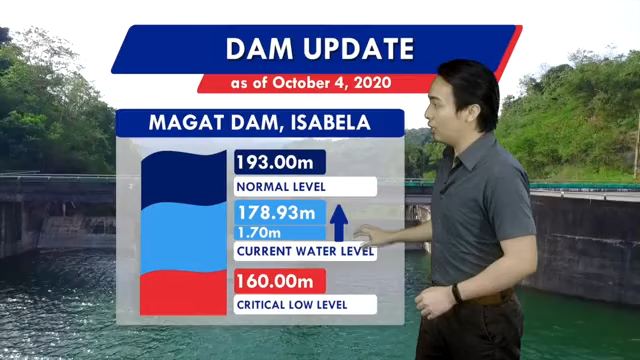 DAM UPDATE
as of October 4, 2020
MAGAT DAM, ISABELA
193.00m
NORMAL LEVEL
178.93m
1.70m
CURRENT WATER LEVEL
160.00m
CRITICAL LOW LEVEL